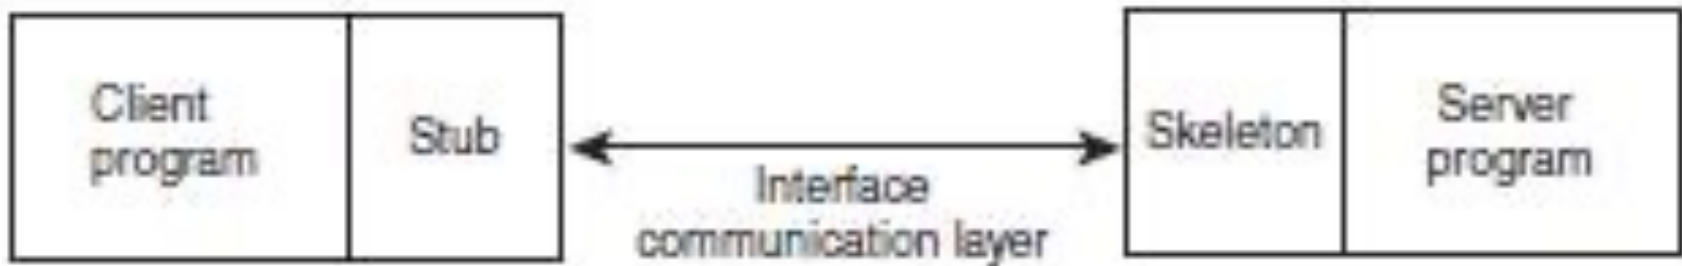 Client
program
Stub
Interface
communication layer
Skeleton
Server
program